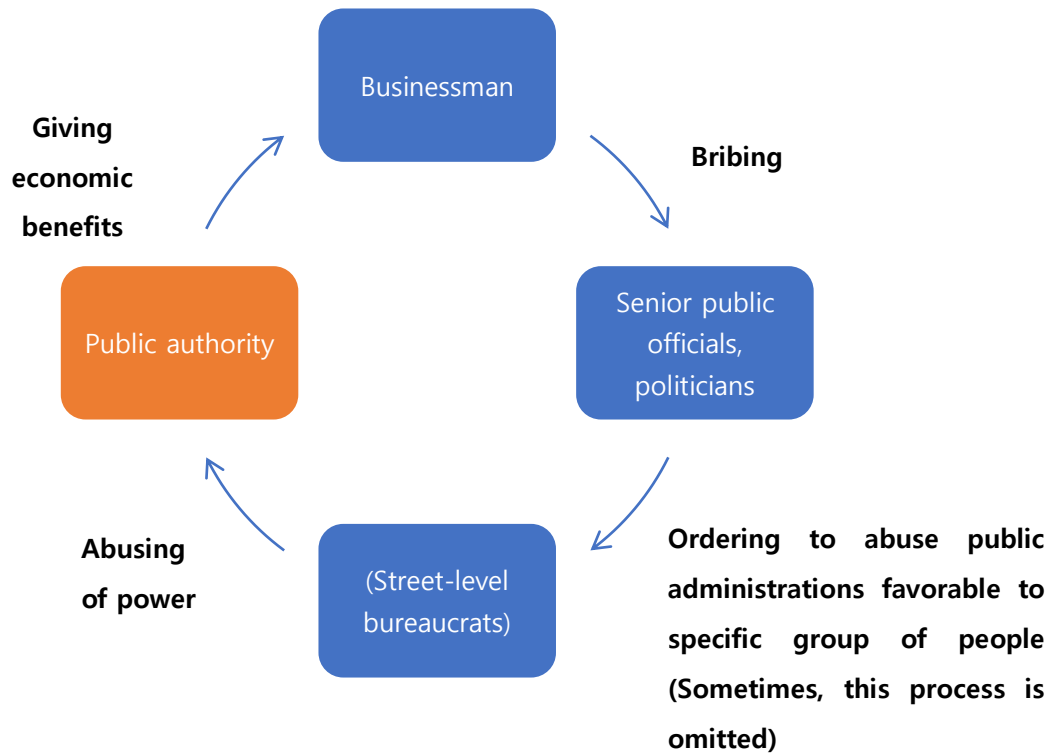 Businessman
Giving
economic
benefits
Bribing
Public authority
Senior public
officials,
politicians
Abusing
of power
(Street-level
bureaucrats)
Ordering to abuse public
administrations favorable to
specific group of people
(Sometimes, this process is
omitted)